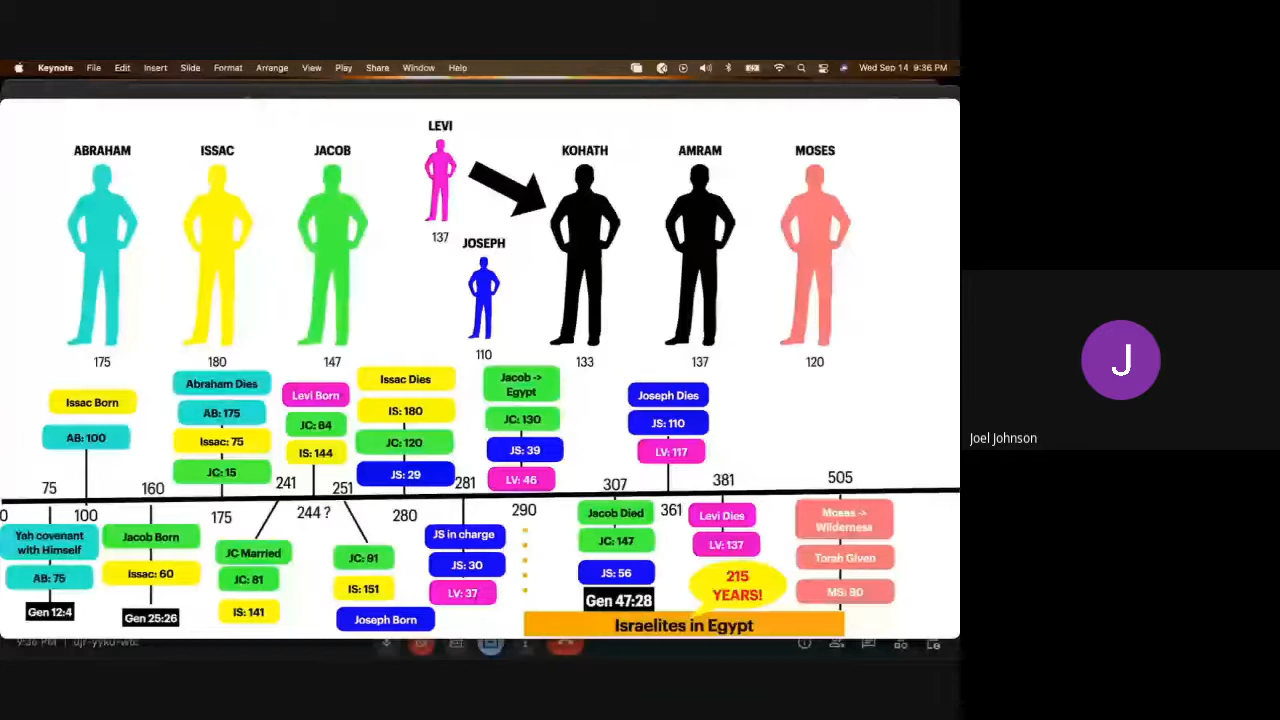 Keynote File Edit Insert Slide Format Arrange View Play Share Window Help Wed Sep 14 9:36 PM
LEVI
ABRAHAM ISSAC JACOB KOHATH AMRAM MOSES
137
JOSEPH
175 180 147 110 133 137 120
Issac Born
AB: 100
Abraham Dies
AB: 175
Issac: 75
JC: 15
Levi Born
JC: 84
IS: 144
Issac Dies
IS: 180
JC: 120
JS: 29
Jacob ->
Egypt
JC: 130
JS: 39
LV: 46
Joseph Dies
JS: 110
LV: 117
75 160 241 251 281 307 381 505
0 100 175 244 ? 280 290 361
Yah covenant
with Himself
AB: 75
Gen 12:4
Jacob Born
Issac: 60
Gen 25:26
JC Married
JC: 81
IS: 141
JC: 91
IS: 151
Joseph Born
JS in charge
JS: 30
LV: 37
Jacob Died
JC: 147
JS: 56
Gen 47:28
Levi Dies
LV: 137
215
YEARS!
Moses ->
Wilderness
Torah Given
MS: 80
Israelites in Egypt
J
Joel Johnson